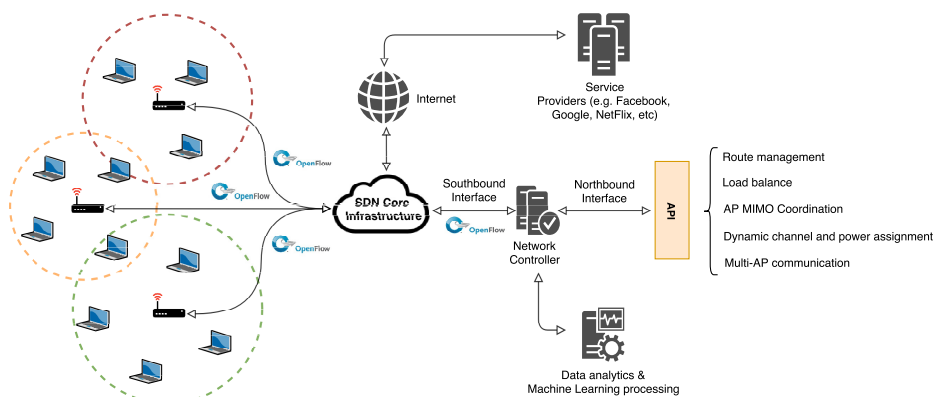 Internet
Service
Providers (e.g. Facebook,
Google, NetFlix, etc)
OpenFlow
OpenFlow
OpenFlow
SDN Core
Infrastructure
Southbound
Interface
OpenFlow
Network
Controller
Northbound
Interface
API
Route management
Load balance
AP MIMO Coordination
Dynamic channel and power assignment
Multi-AP communication
Data analytics &
Machine Learning processing